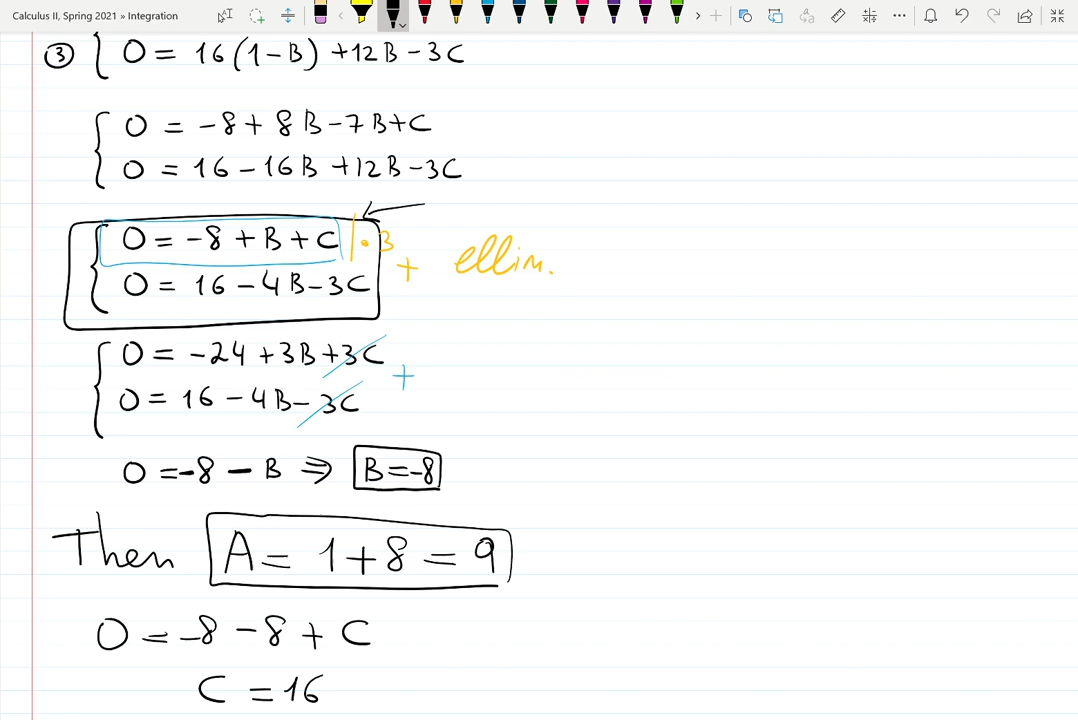 Calculus II, Spring 2021 » Integration
③ { 0 = 16(1-B) +12B-3C
{ 0 = -8+ 8B-7B+C
0 = 16-16B +12B-3C
{ 0 = -8+B+C |·3
+ ellim.
0 = 16-4B-3C
{ 0 = -24+3B+3C
+
0 = 16-4B-3C
0 =-8-B ⇒ B=-8
Then A= 1+8=9
0=-8-8+C
C =16